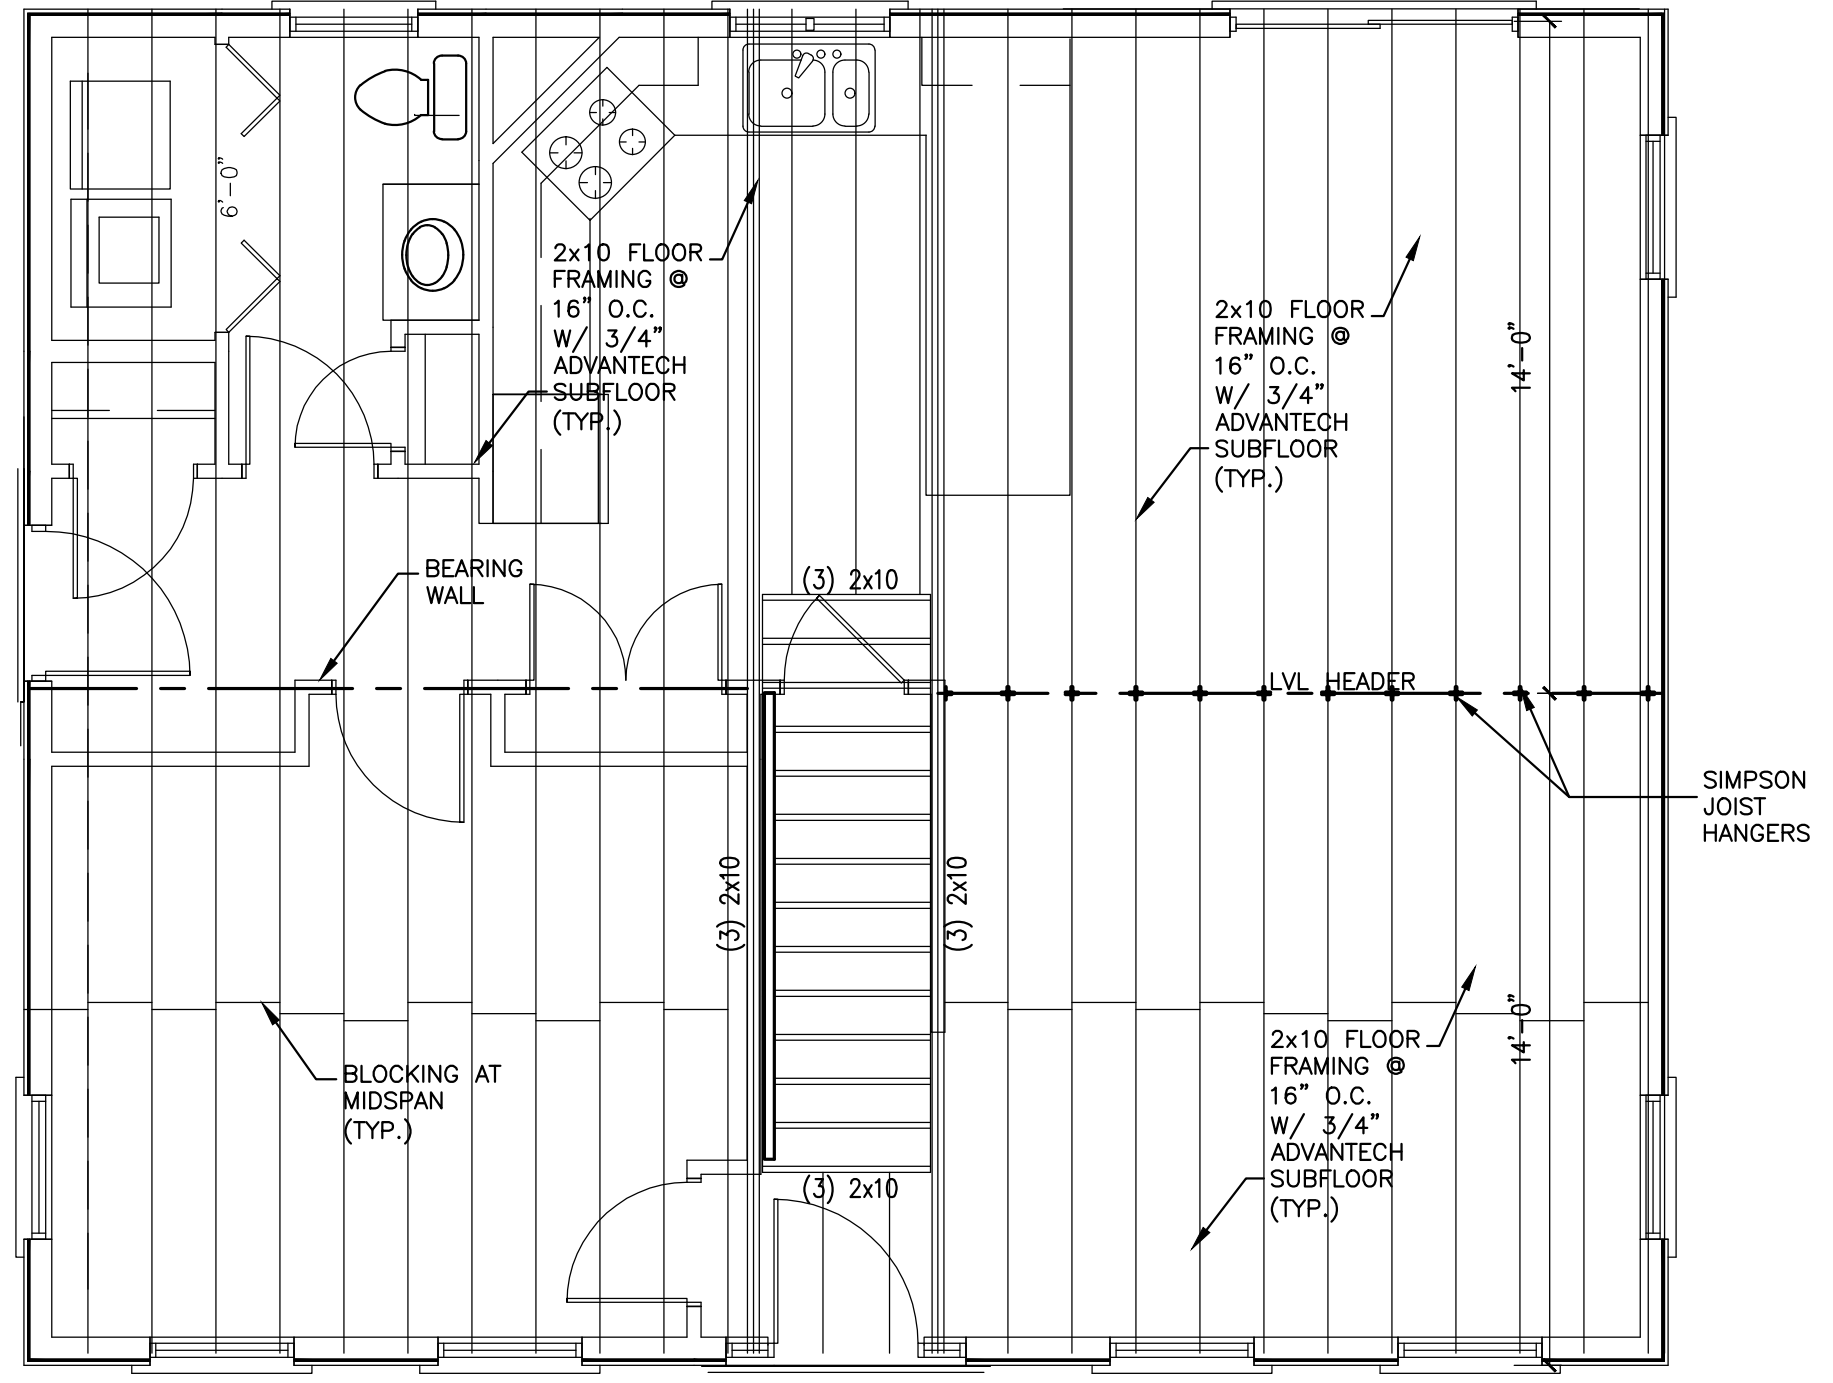 6'-0"
2x10 FLOOR
FRAMING @
16" O.C.
W/ 3/4"
ADVANTECH
SUBFLOOR
(TYP.)
2x10 FLOOR
FRAMING @
16" O.C.
W/ 3/4"
ADVANTECH
SUBFLOOR
(TYP.)
14'-0"
BEARING
WALL
(3) 2x10
LVL HEADER
SIMPSON
JOIST
HANGERS
(3) 2x10
(3) 2x10
BLOCKING AT
MIDSPAN
(TYP.)
(3) 2x10
2x10 FLOOR
FRAMING @
16" O.C.
W/ 3/4"
ADVANTECH
SUBFLOOR
(TYP.)
14'-0"